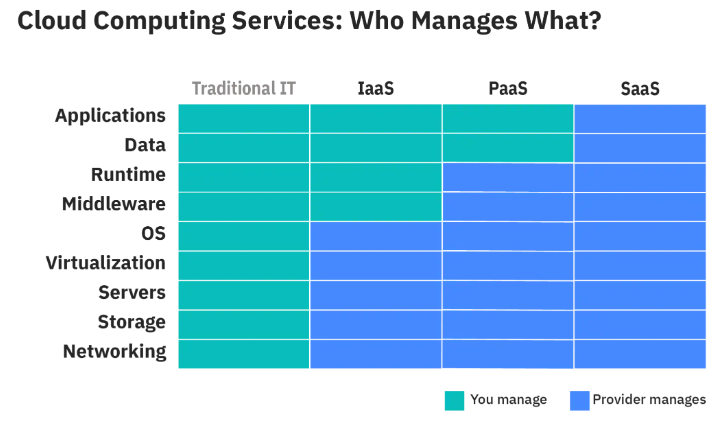 Cloud Computing Services: Who Manages What?
Traditional IT IaaS PaaS SaaS
Applications
Data
Runtime
Middleware
OS
Virtualization
Servers
Storage
Networking
You manage Provider manages